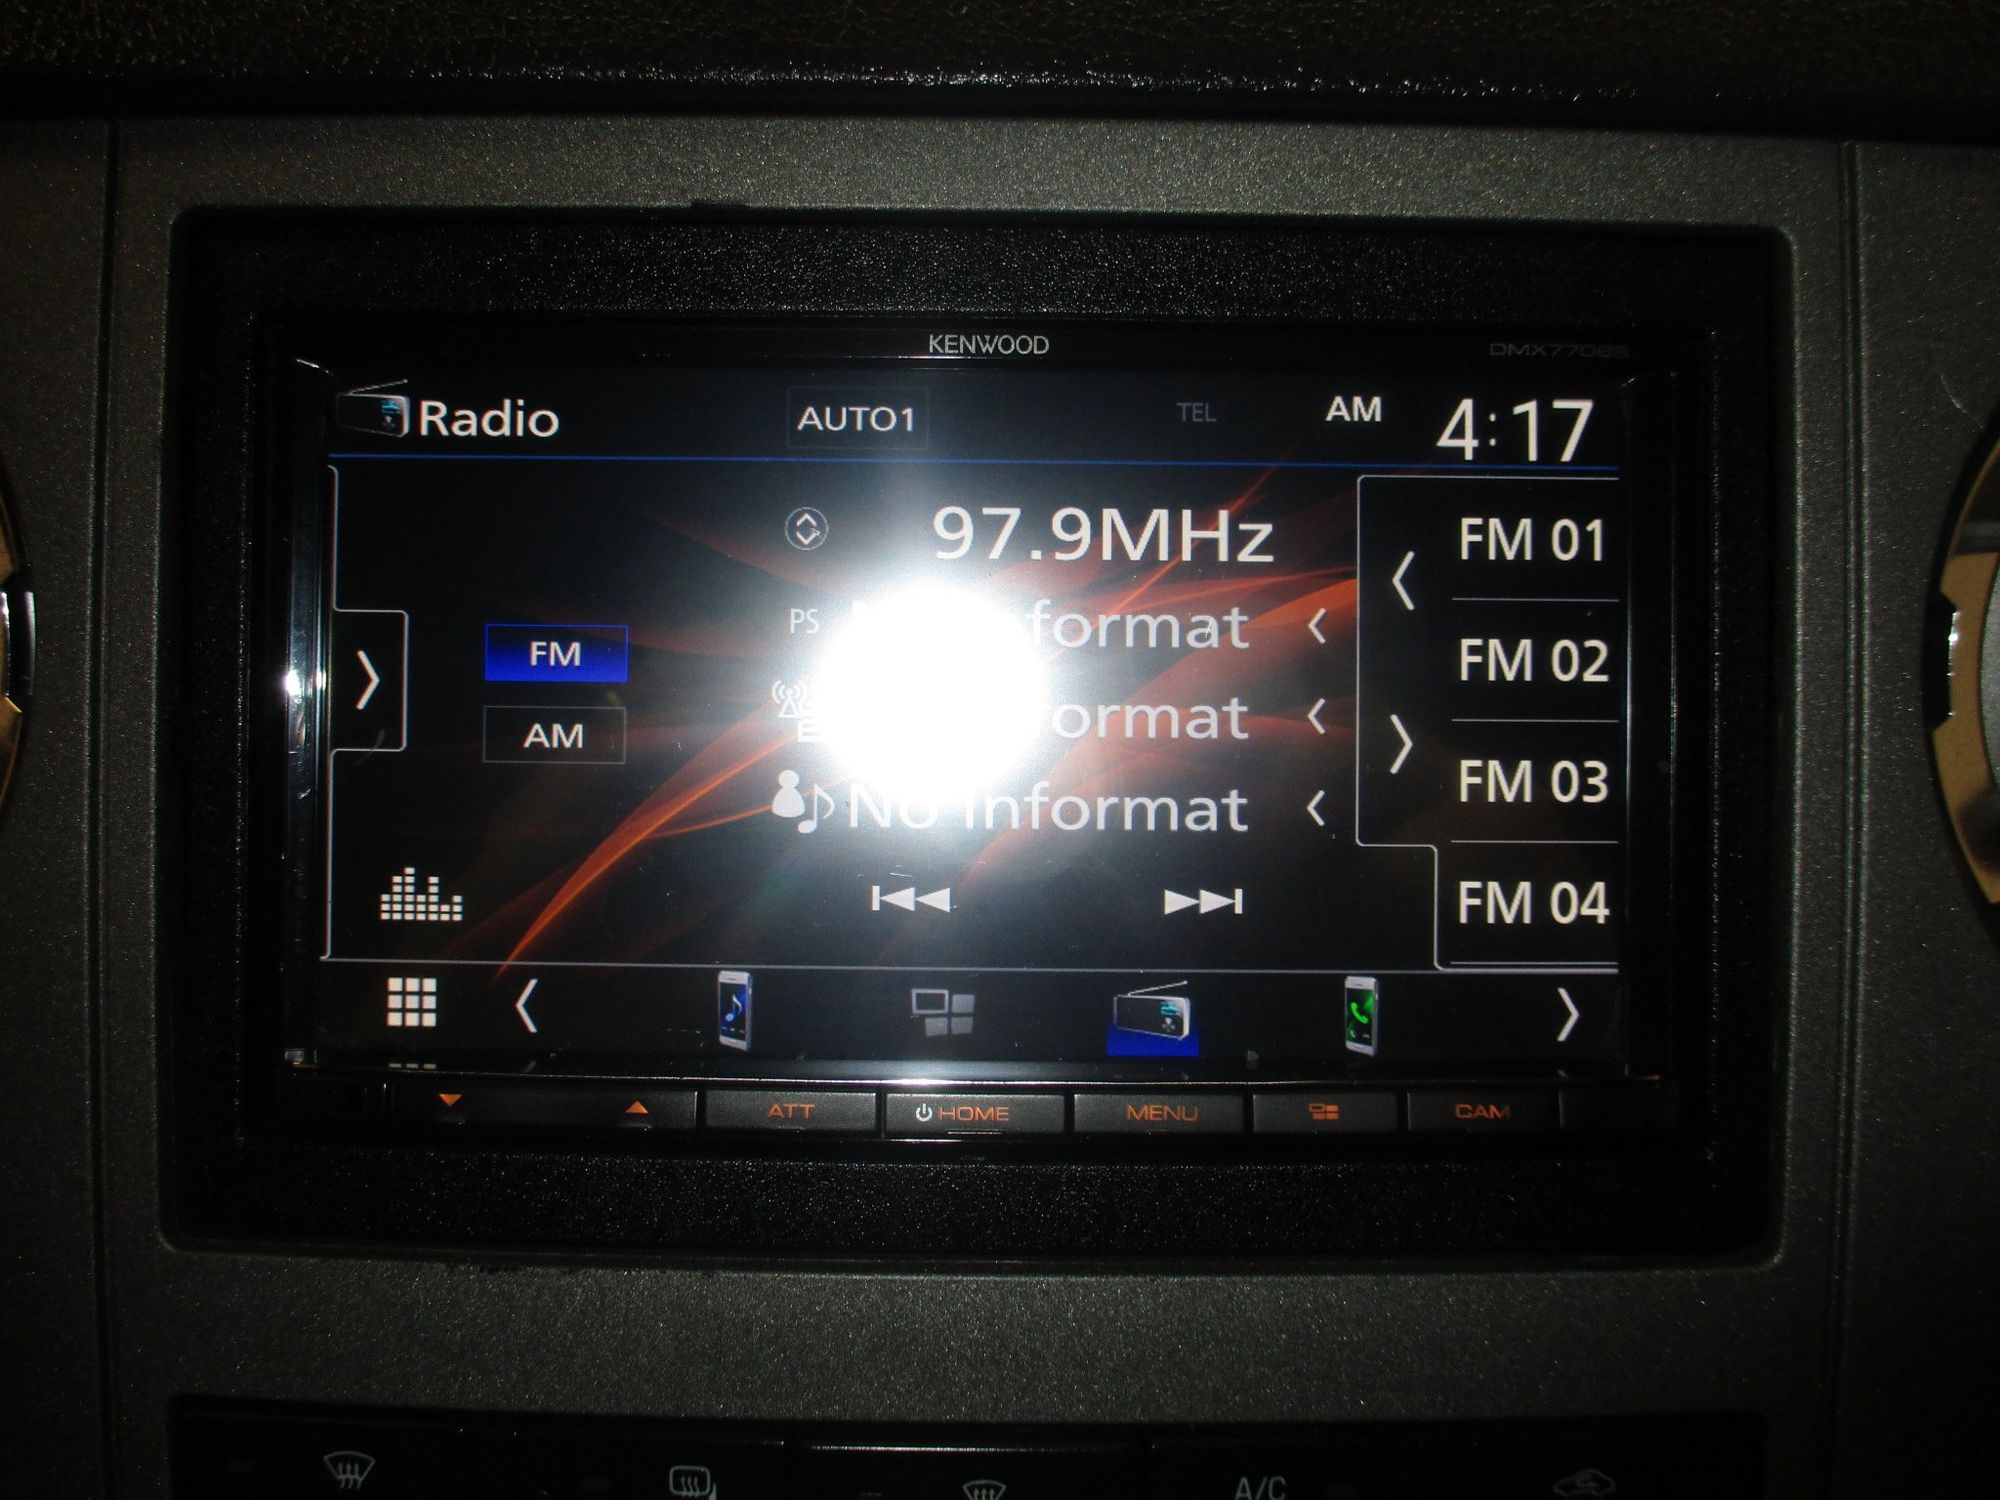 KENWOOD
DMX7706S
Radio
AUTO1
TEL
AM 4:17
97.9MHz
FM 01
PS
format
FM 02
FM
ormat
AM
FM 03
No Informat
FM 04
ATT
HOME
MENU
CAM
A/C